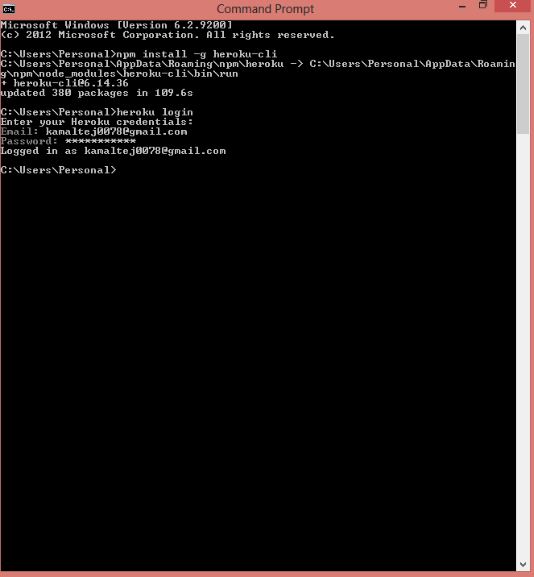 Command Prompt
Microsoft Windows [Version 6.2.9200]
(c) 2012 Microsoft Corporation. All rights reserved.
C:\Users\Personal>npm install -g heroku-cli
C:\Users\Personal\AppData\Roaming\npm\heroku -> C:\Users\Personal\AppData\Roamin
g\npm\node_modules\heroku-cli\bin\run
+ heroku-cli@6.14.36
updated 380 packages in 109.6s
C:\Users\Personal>heroku login
Enter your Heroku credentials:
Email: kamaltej0078@gmail.com
Password: ***********
Logged in as kamaltej0078@gmail.com
C:\Users\Personal>